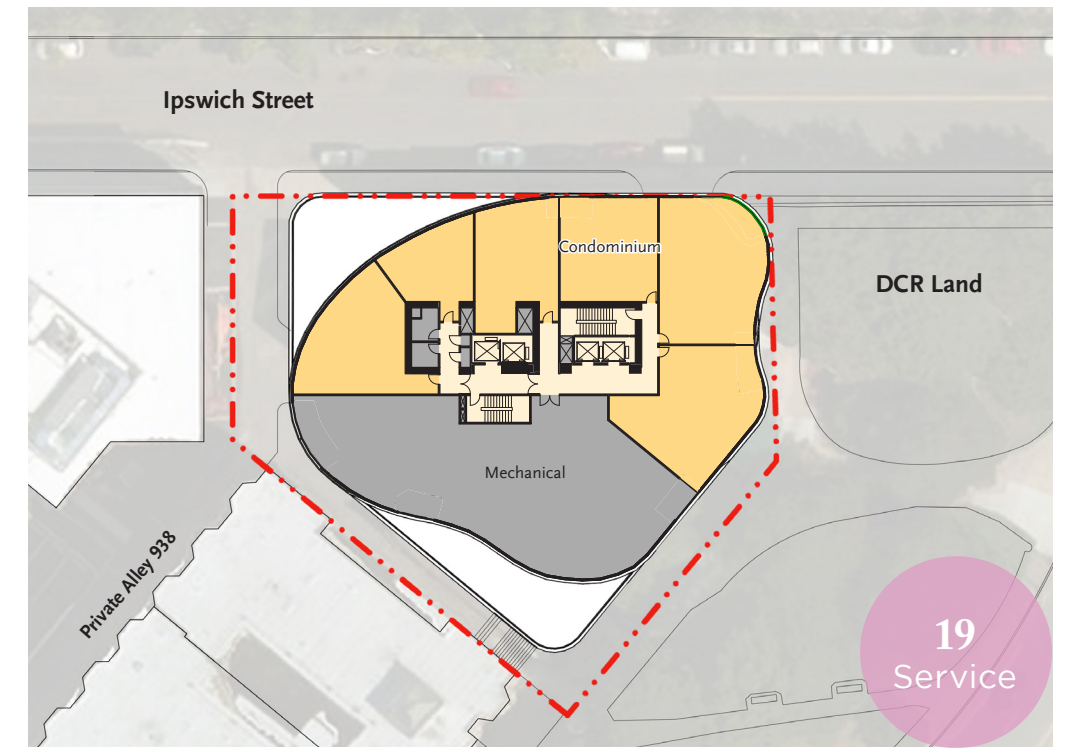 Ipswich Street
Condominium
DCR Land
Mechanical
Private Alley 938
19
Service